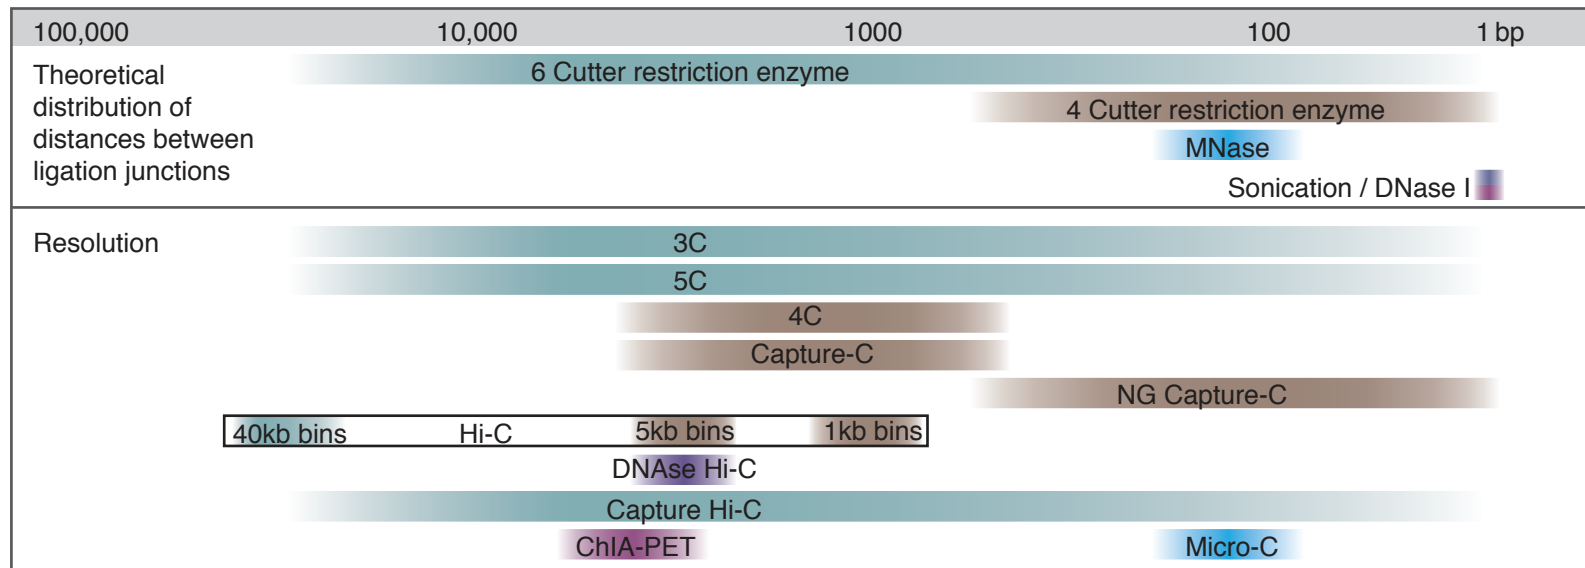 100,000 10,000 1000 100 1 bp
Theoretical
distribution of
distances between
ligation junctions
6 Cutter restriction enzyme
4 Cutter restriction enzyme
MNase
Sonication / DNase I
Resolution
3C
5C
4C
Capture-C
NG Capture-C
40kb bins Hi-C 5kb bins 1kb bins
DNAse Hi-C
Capture Hi-C
ChIA-PET Micro-C